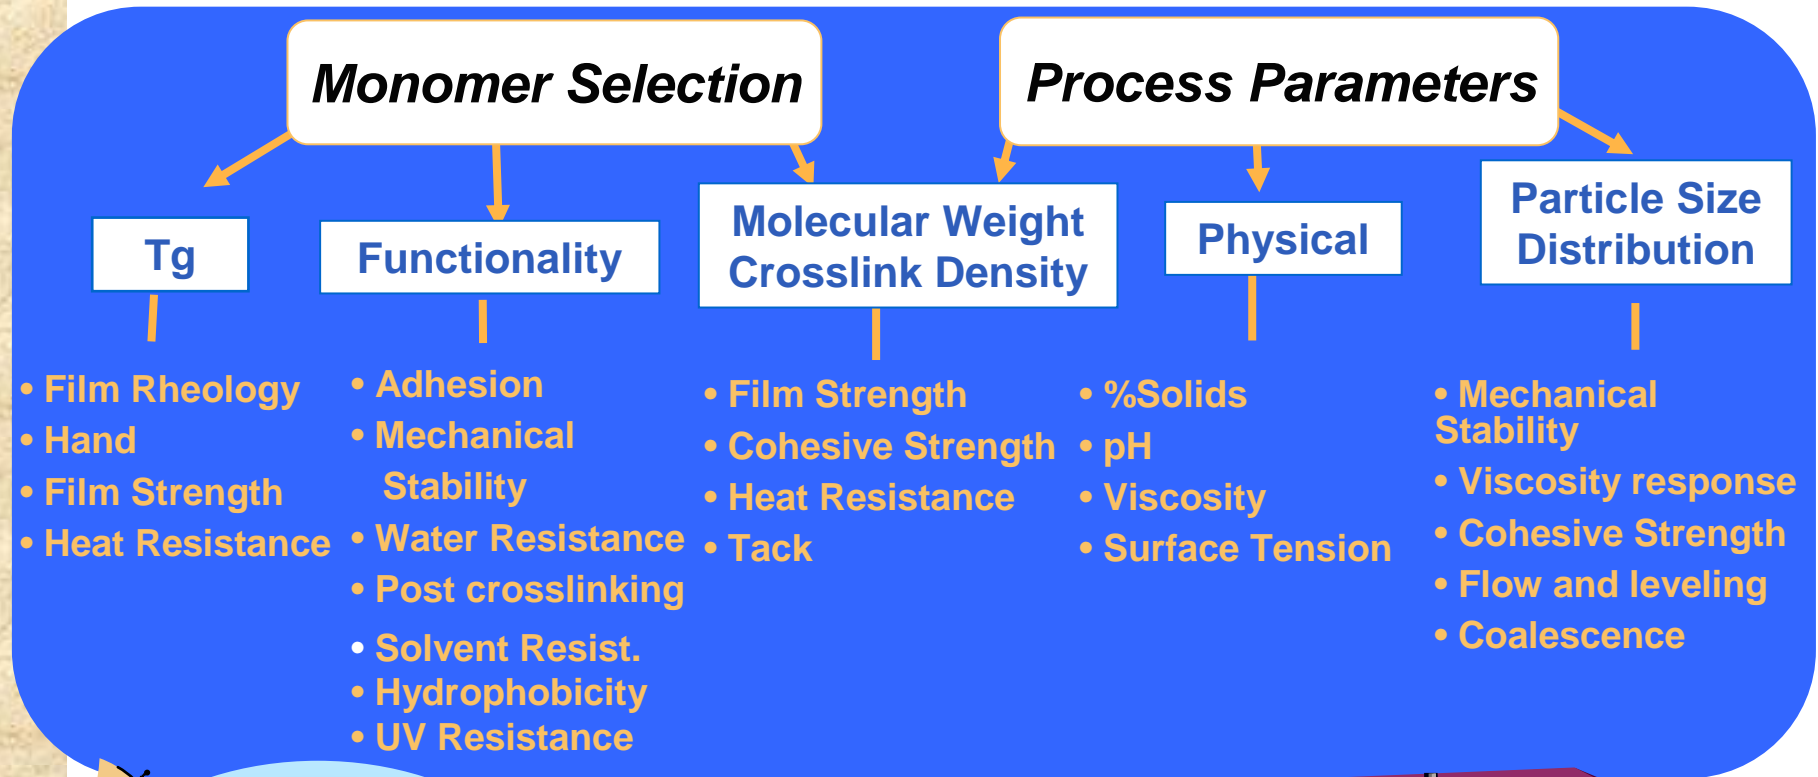 Monomer Selection
Process Parameters
Tg
Functionality
Molecular Weight
Crosslink Density
Physical
Particle Size
Distribution
• Film Rheology
• Hand
• Film Strength
• Heat Resistance
• Adhesion
• Mechanical
Stability
• Water Resistance
• Post crosslinking
• Solvent Resist.
• Hydrophobicity
• UV Resistance
• Film Strength
• Cohesive Strength
• Heat Resistance
• Tack
• %Solids
• pH
• Viscosity
• Surface Tension
• Mechanical
Stability
• Viscosity response
• Cohesive Strength
• Flow and leveling
• Coalescence